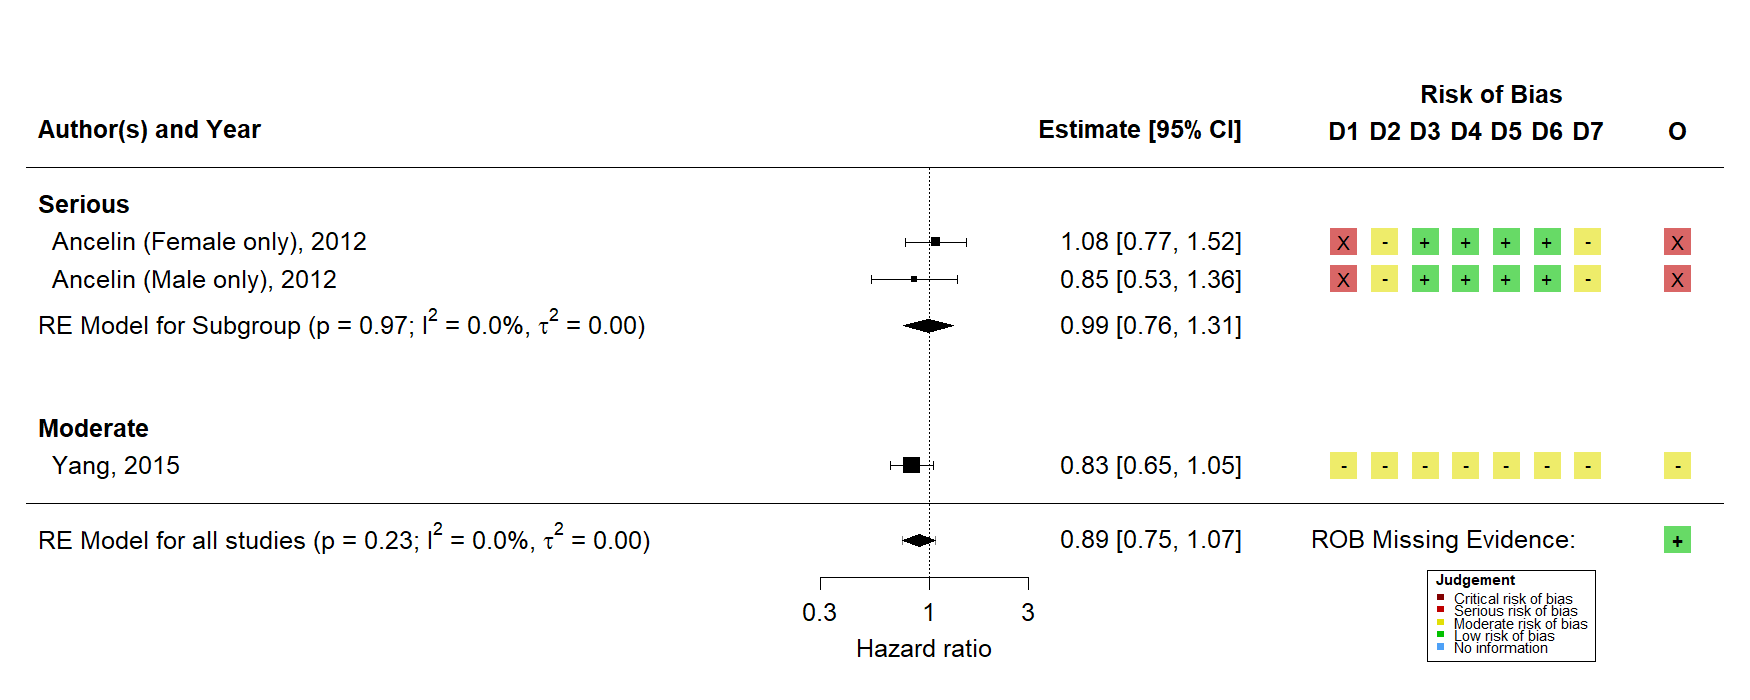 Risk of Bias
Author(s) and Year Estimate [95% CI] D1 D2 D3 D4 D5 D6 D7 O
Serious
Ancelin (Female only), 2012 1.08 [0.77, 1.52] X - + + + + - X
Ancelin (Male only), 2012 0.85 [0.53, 1.36] X - + + + + - X
RE Model for Subgroup (p = 0.97; I² = 0.0%, τ² = 0.00) 0.99 [0.76, 1.31]
Moderate
Yang, 2015 0.83 [0.65, 1.05] - - - - - - - -
RE Model for all studies (p = 0.23; I² = 0.0%, τ² = 0.00) 0.89 [0.75, 1.07] ROB Missing Evidence: +
0.3 1 3
Hazard ratio
Judgement
Critical risk of bias
Serious risk of bias
Moderate risk of bias
Low risk of bias
No information